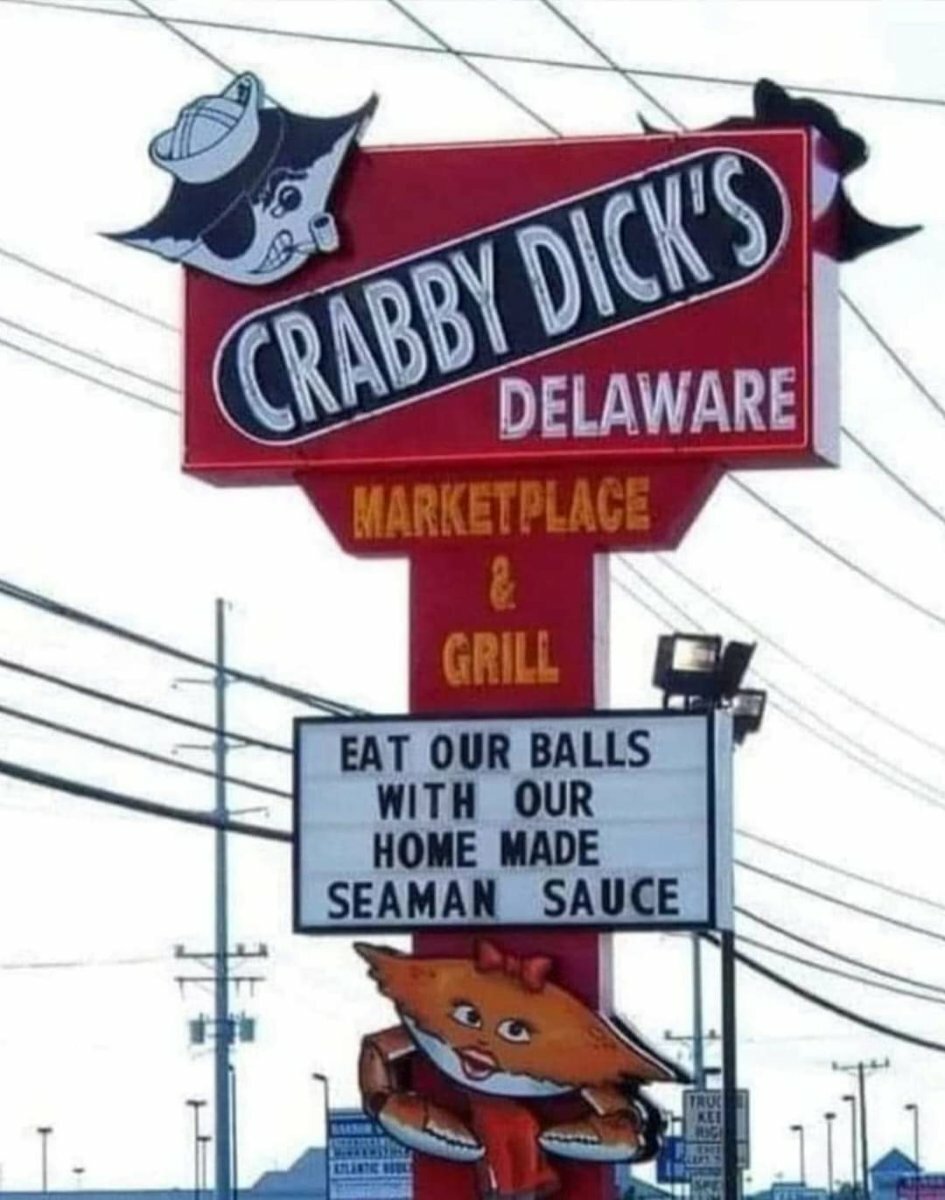 CRABBY DICK'S
DELAWARE
MARKETPLACE
&
GRILL
EAT OUR BALLS
WITH OUR
HOME MADE
SEAMAN SAUCE